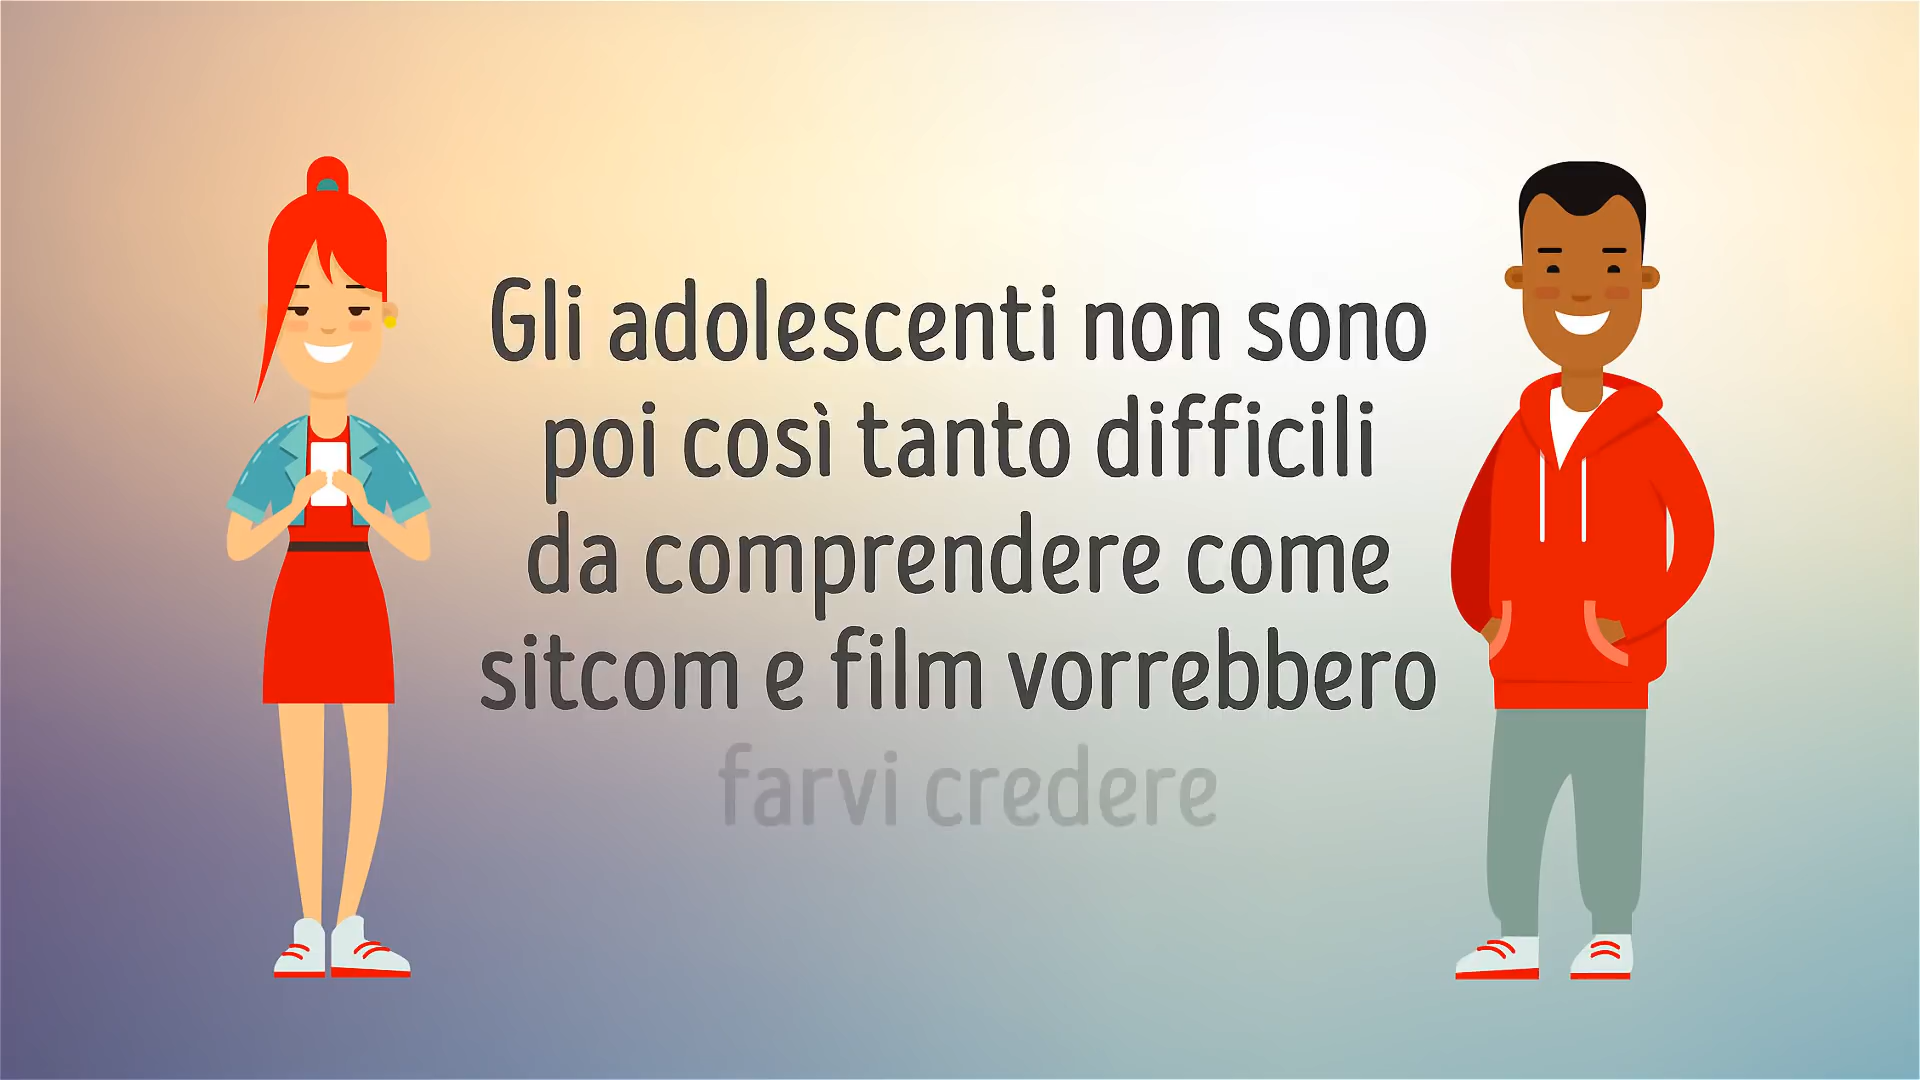 Gli adolescenti non sono
poi così tanto difficili
da comprendere come
sitcom e film vorrebbero
farvi credere